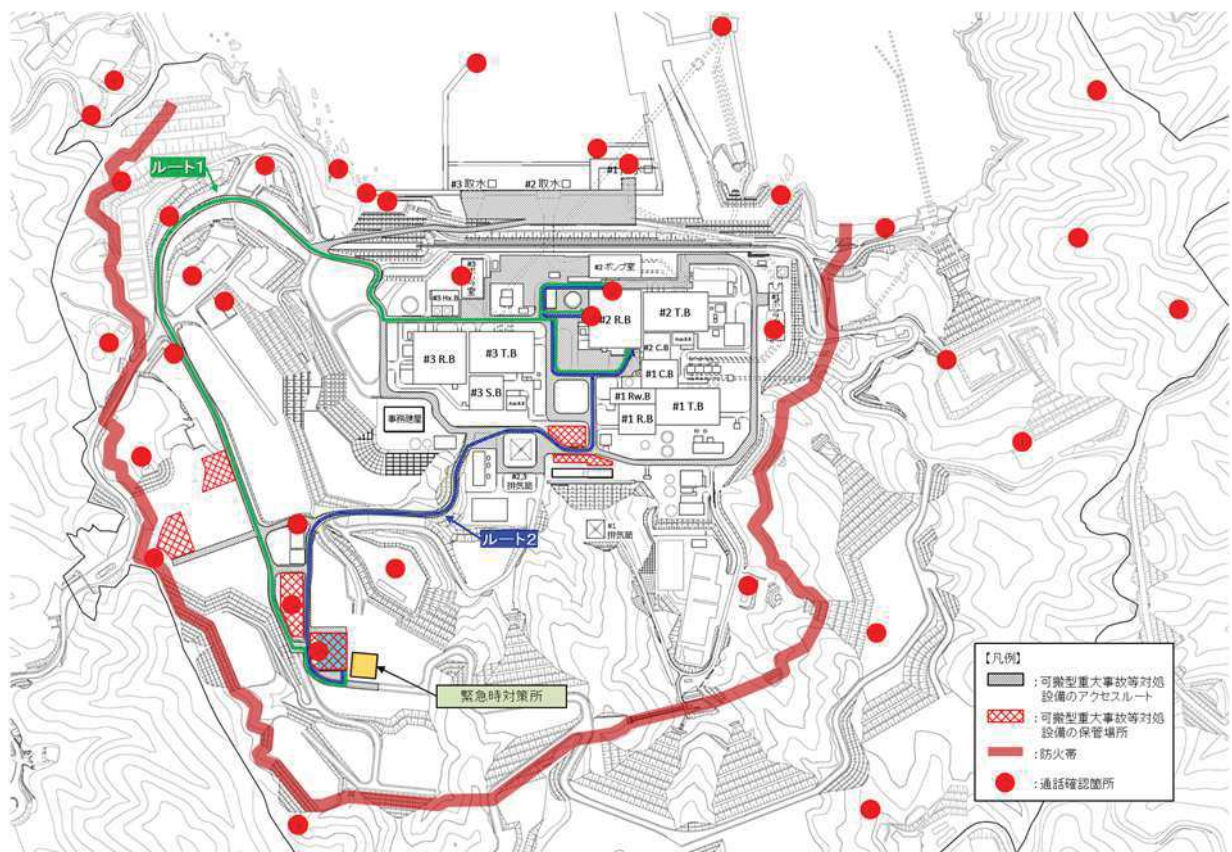 ルート1
#3 取水口
#2 取水口
#2 ポンプ室
#3 Hx.B
#2 R.B
#2 T.B
#3 R.B
#3 T.B
#2 C.B
#1 C.B
#3 S.B
#1 Rw.B
#1 R.B
#1 T.B
事務建屋
#2,3
排気筒
#1
排気筒
ルート2
緊急時対策所
【凡例】
:可搬型重大事故等対処
設備のアクセスルート
:可搬型重大事故等対処
設備の保管場所
:防火帯
:通話確認箇所